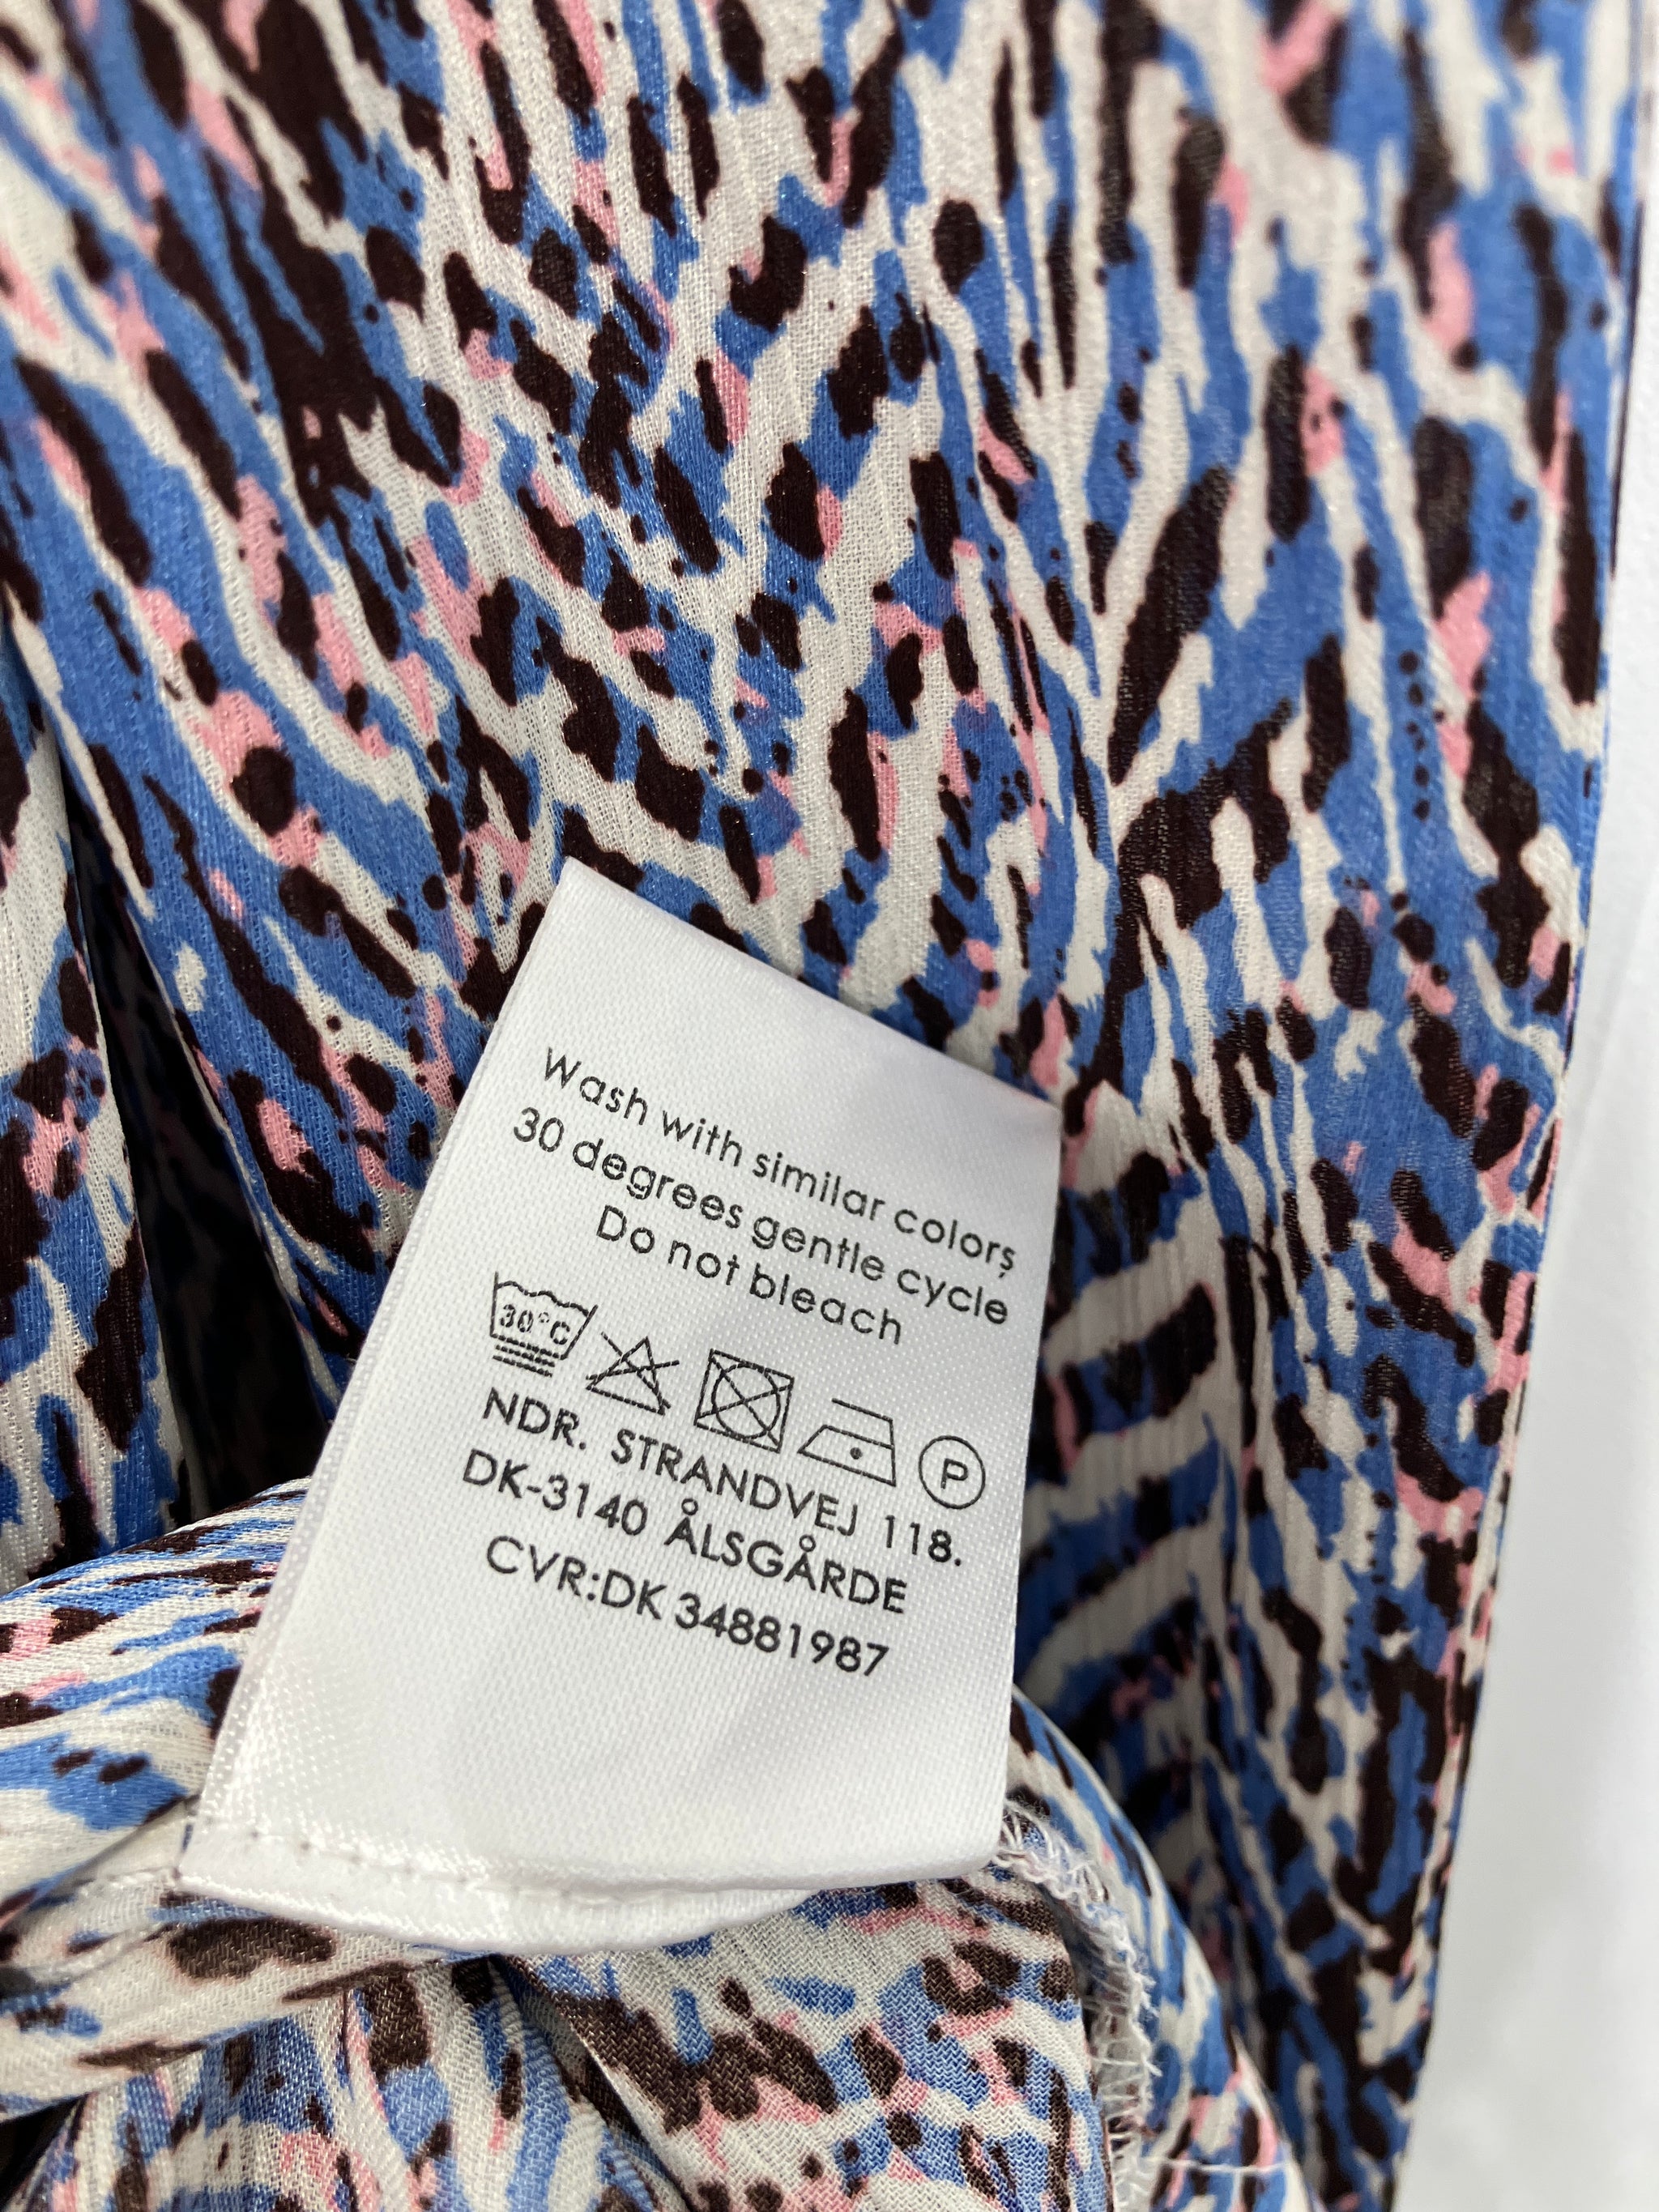 Wash with similar colors
30 degrees gentle cycle
Do not bleach
30°C P
NDR. STRANDVEJ 118.
DK-3140 ÅLSGÅRDE
CVR:DK 34881987